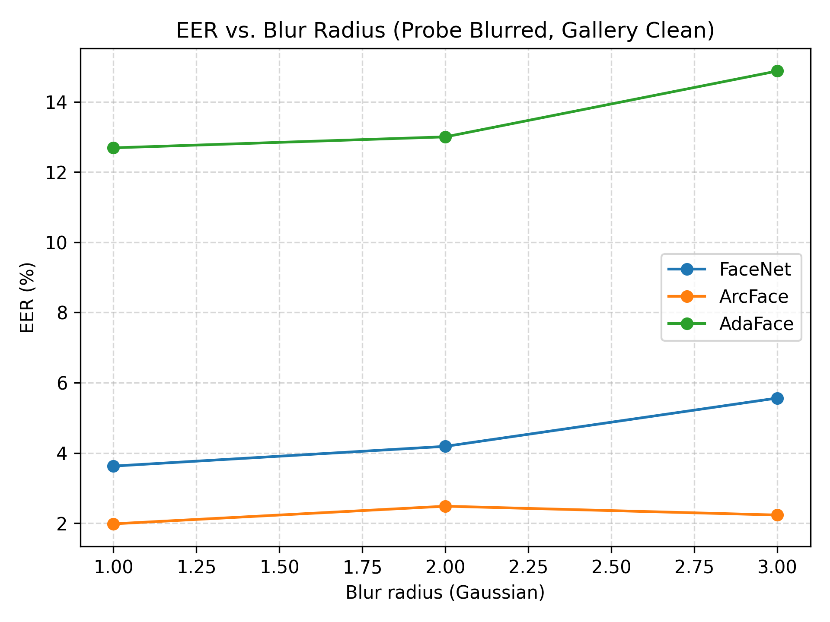 EER vs. Blur Radius (Probe Blurred, Gallery Clean)
EER (%)
14
12
10
8
6
4
2
FaceNet
ArcFace
AdaFace
1.00 1.25 1.50 1.75 2.00 2.25 2.50 2.75 3.00
Blur radius (Gaussian)